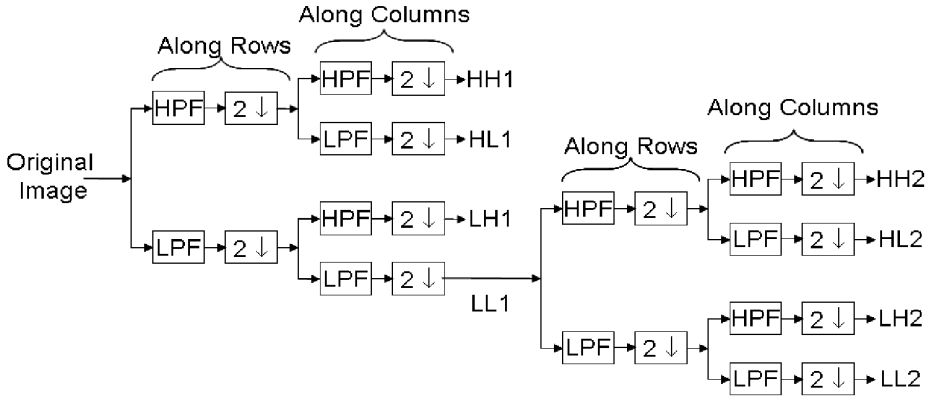 Along Columns
Along Rows
HPF 2 ↓ HH1
HPF 2 ↓
LPF 2 ↓ HL1
Original
Image
HPF 2 ↓ LH1
LPF 2 ↓
LPF 2 ↓
LL1
Along Columns
Along Rows
HPF 2 ↓ HH2
HPF 2 ↓
LPF 2 ↓ HL2
HPF 2 ↓ LH2
LPF 2 ↓
LPF 2 ↓ LL2